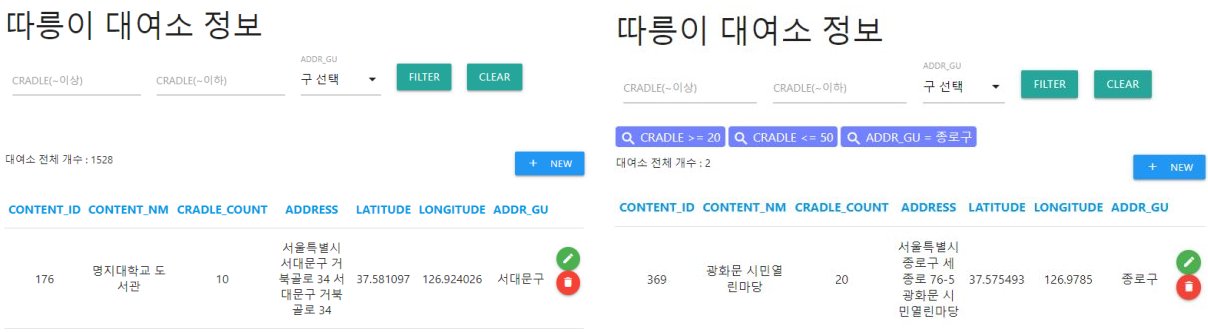 따릉이 대여소 정보
CRADLE(~이상)
CRADLE(~이하)
ADDR_GU
구 선택
FILTER
CLEAR
대여소 전체 개수 : 1528
+ NEW
CONTENT_ID CONTENT_NM CRADLE_COUNT ADDRESS LATITUDE LONGITUDE ADDR_GU
176
명지대학교 도
서관
10
서울특별시
서대문구 거
북골로 34 서
대문구 거북
골로 34
37.581097
126.924026
서대문구
따릉이 대여소 정보
CRADLE(~이상)
CRADLE(~이하)
ADDR_GU
구 선택
FILTER
CLEAR
CRADLE >= 20
CRADLE <= 50
ADDR_GU = 종로구
대여소 전체 개수 : 2
+ NEW
CONTENT_ID CONTENT_NM CRADLE_COUNT ADDRESS LATITUDE LONGITUDE ADDR_GU
369
광화문 시민열
린마당
20
서울특별시
종로구 세
종로 76-5
광화문 시
민열린마당
37.575493
126.9785
종로구